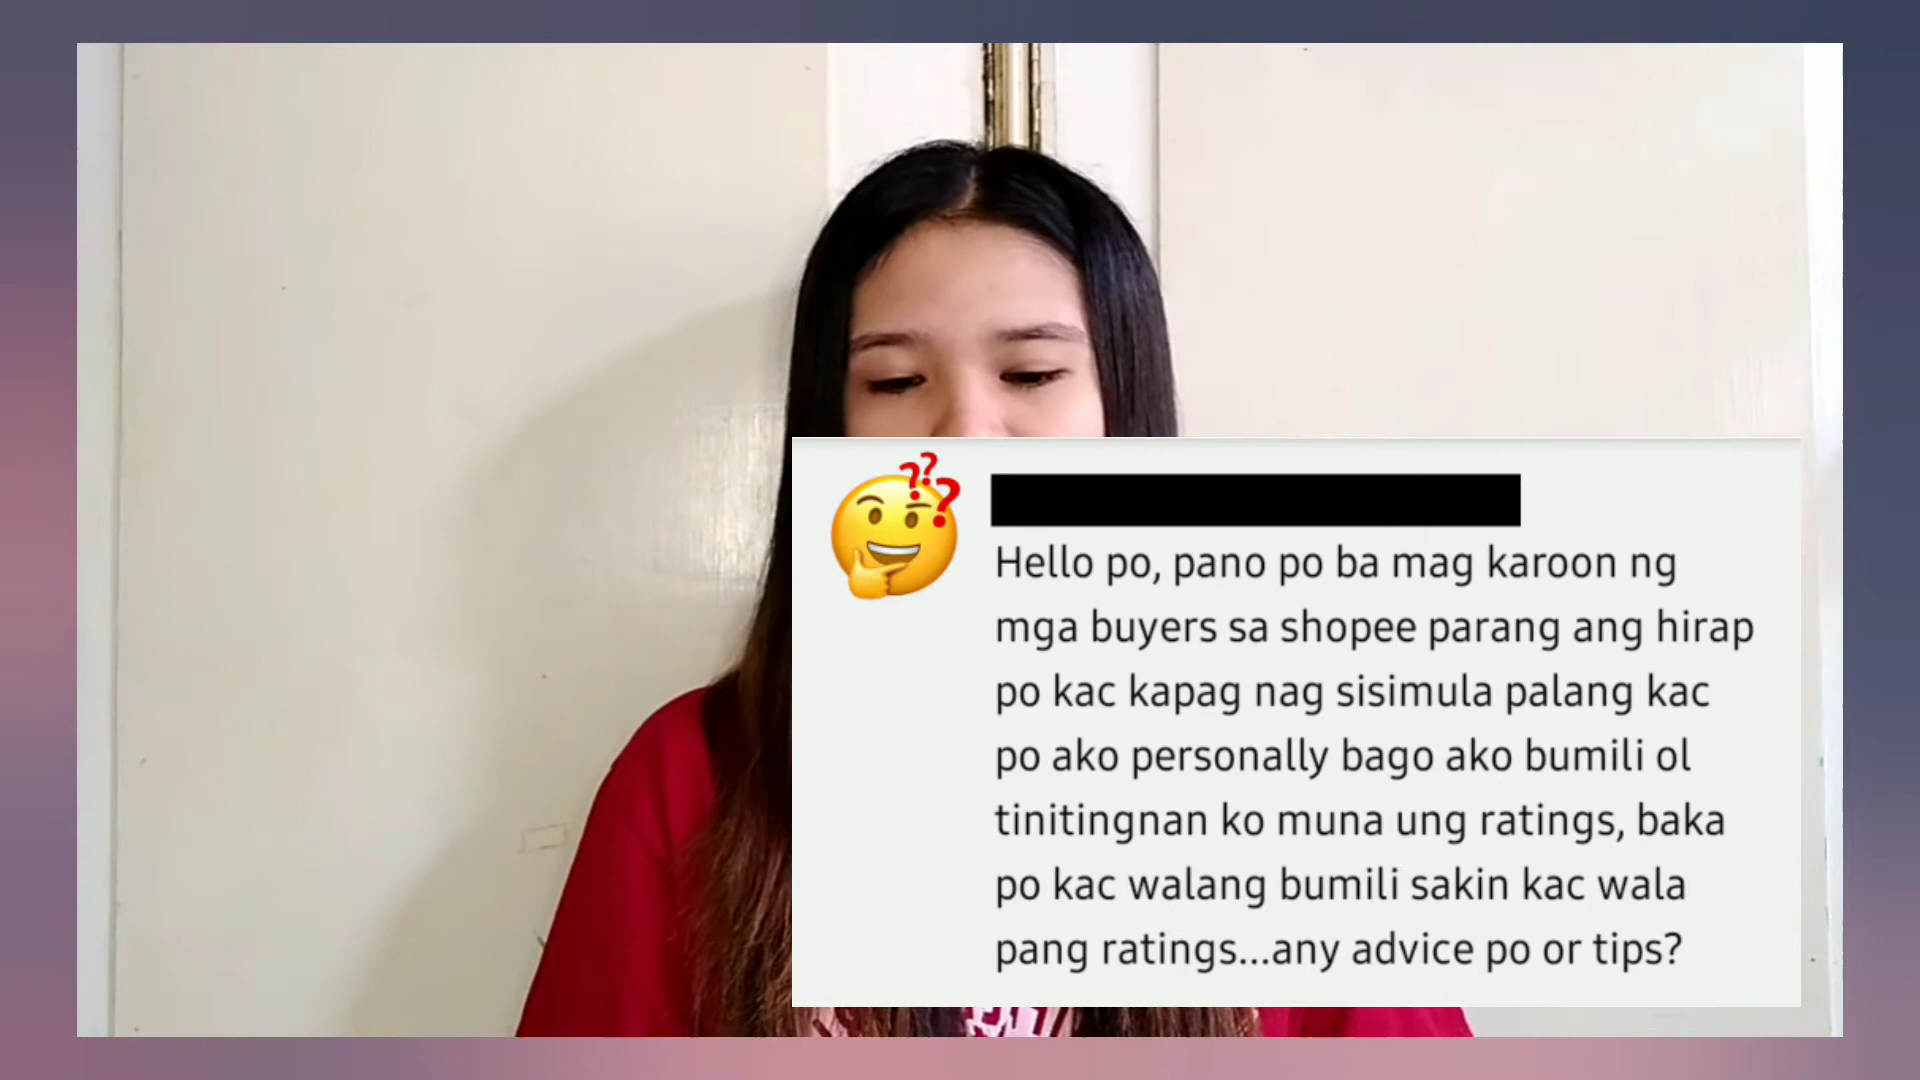 Hello po, pano po ba mag karoon ng
mga buyers sa shopee parang ang hirap
po kac kapag nag sisimula palang kac
po ako personally bago ako bumili ol
tinitingnan ko muna ung ratings, baka
po kac walang bumili sakin kac wala
pang ratings...any advice po or tips?